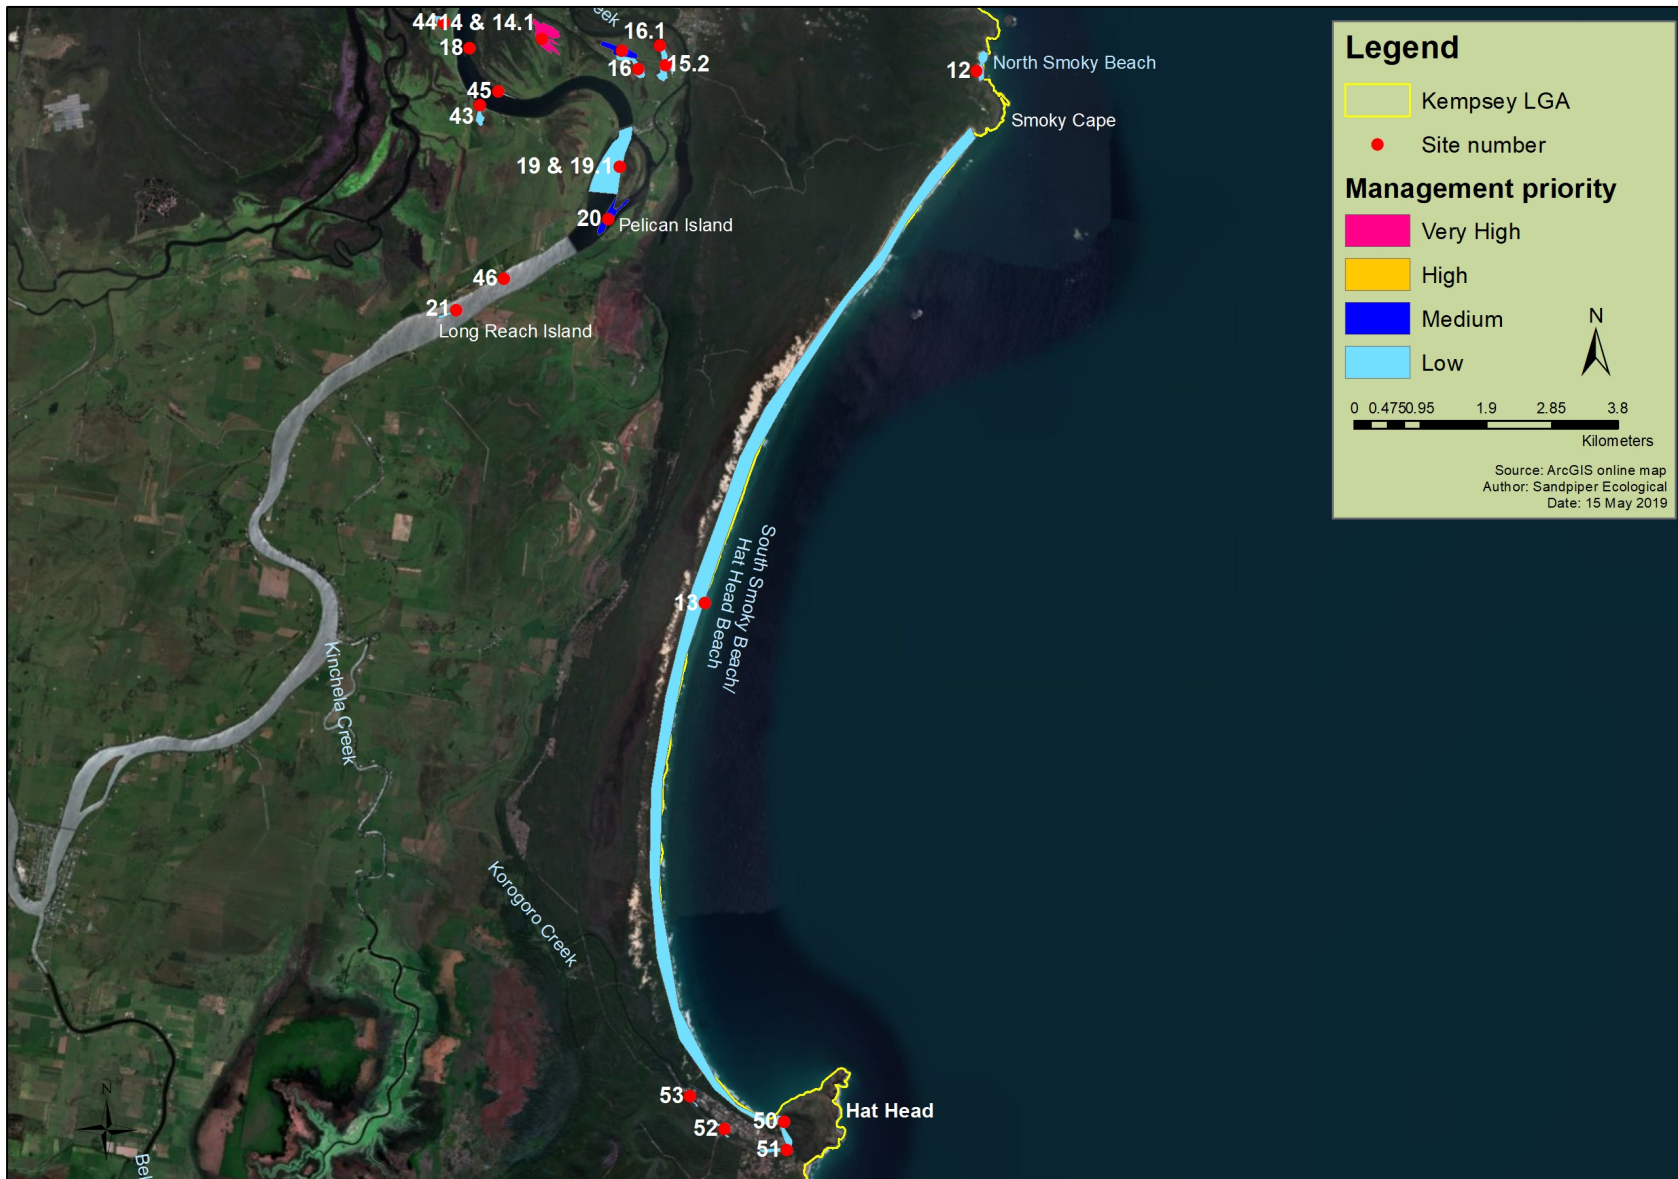 eek
4414 & 14.1
16.1
18
16
15.2
12
North Smoky Beach
45
43
Smoky Cape
19 & 19.1
20
Pelican Island
46
21
Long Reach Island
13
South Smoky Beach/
Hat Head Beach
Kinchela Creek
Korogoro Creek
53
50
Hat Head
52
51
N
Bel
Legend
Kempsey LGA
Site number
Management priority
Very High
High
Medium
Low
N
0 0.4750.95 1.9 2.85 3.8
Kilometers
Source: ArcGIS online map
Author: Sandpiper Ecological
Date: 15 May 2019